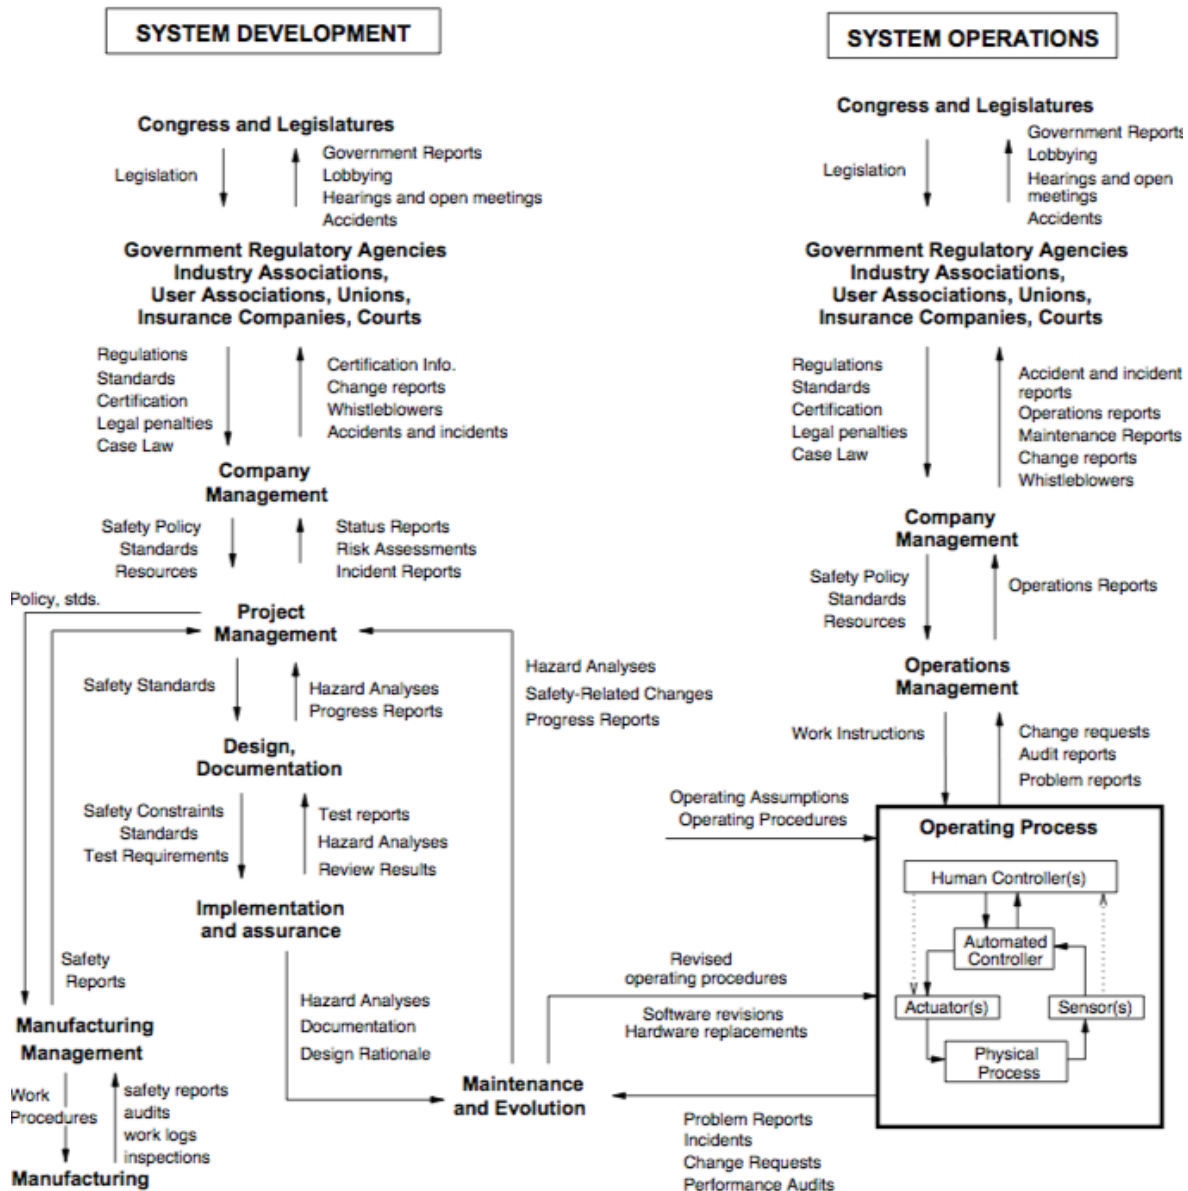 SYSTEM DEVELOPMENT
Congress and Legislatures
Legislation
Government Reports
Lobbying
Hearings and open meetings
Accidents
Government Regulatory Agencies
Industry Associations,
User Associations, Unions,
Insurance Companies, Courts
Regulations
Standards
Certification
Legal penalties
Case Law
Certification Info.
Change reports
Whistleblowers
Accidents and incidents
Company
Management
Safety Policy
Standards
Resources
Status Reports
Risk Assessments
Incident Reports
Policy, stds.
Project
Management
Safety Standards
Hazard Analyses
Progress Reports
Hazard Analyses
Safety-Related Changes
Progress Reports
Design,
Documentation
Safety Constraints
Standards
Test Requirements
Test reports
Hazard Analyses
Review Results
Implementation
and assurance
Safety
Reports
Hazard Analyses
Documentation
Design Rationale
Manufacturing
Management
Work
Procedures
safety reports
audits
work logs
inspections
Manufacturing
Maintenance
and Evolution
SYSTEM OPERATIONS
Congress and Legislatures
Legislation
Government Reports
Lobbying
Hearings and open
meetings
Accidents
Government Regulatory Agencies
Industry Associations,
User Associations, Unions,
Insurance Companies, Courts
Regulations
Standards
Certification
Legal penalties
Case Law
Accident and incident
reports
Operations reports
Maintenance Reports
Change reports
Whistleblowers
Company
Management
Safety Policy
Standards
Resources
Operations Reports
Operations
Management
Work Instructions
Change requests
Audit reports
Problem reports
Operating Assumptions
Operating Procedures
Operating Process
Human Controller(s)
Automated
Controller
Actuator(s)
Sensor(s)
Physical
Process
Revised
operating procedures
Software revisions
Hardware replacements
Problem Reports
Incidents
Change Requests
Performance Audits